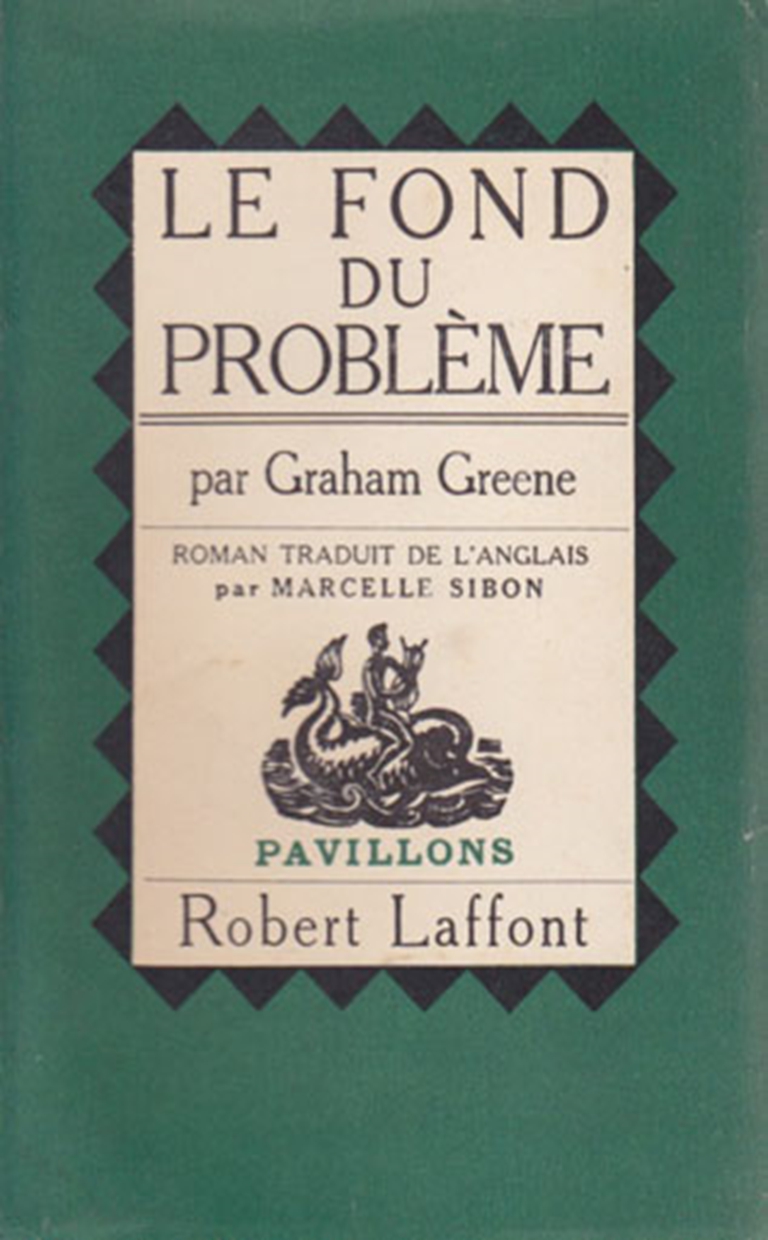 LE FOND
DU
PROBLÈME
par Graham Greene
ROMAN TRADUIT DE L'ANGLAIS
par MARCELLE SIBON
PAVILLONS
Robert Laffont